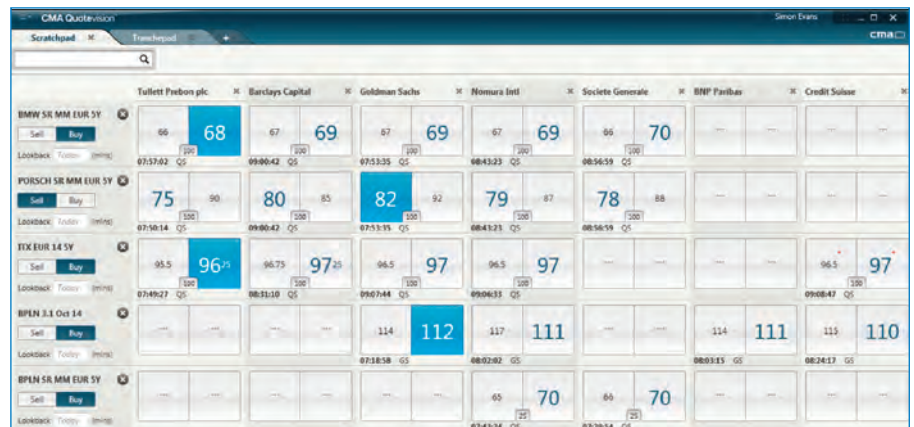 CMA Quotevision Simon Evans
Scratchpad Tranchepad + cma
Tullett Prebon plc Barclays Capital Goldman Sachs Nomura Intl Societe Generale BNP Paribas Credit Suisse
BMW SR MM EUR 5Y
Sell Buy 66 68 67 69 67 69 67 69 66 70 --- --- --- ---
100 100 100 100 100
Lookback Today (mins) 07:57:02 QS 09:00:42 QS 07:53:35 QS 08:43:23 QS 08:56:59 QS
PORSCH SR MM EUR 5Y
Sell Buy 75 90 80 85 82 92 79 87 78 88 --- --- --- ---
100 100 100 100 100
Lookback Today (mins) 07:50:14 QS 09:00:42 QS 07:53:35 QS 08:43:23 QS 08:56:59 QS
ITX EUR 14 5Y
Sell Buy 95.5 96.25 96.75 97.25 96.5 97 96.5 97 --- --- --- --- 96.5 97
100 100 100 100 100
Lookback Today (mins) 07:49:27 QS 08:31:10 QS 09:07:44 QS 09:06:33 QS 09:08:47 QS
BPLN 3.1 Oct 14
Sell Buy --- --- --- --- 114 112 117 111 --- --- 114 111 115 110
Lookback Today (mins) 07:18:58 GS 08:02:02 GS 08:03:15 GS 08:24:17 GS
BPLN SR MM EUR 5Y
Sell Buy --- --- --- --- --- --- 65 70 66 70 --- --- --- ---
25 25
Lookback Today (mins)